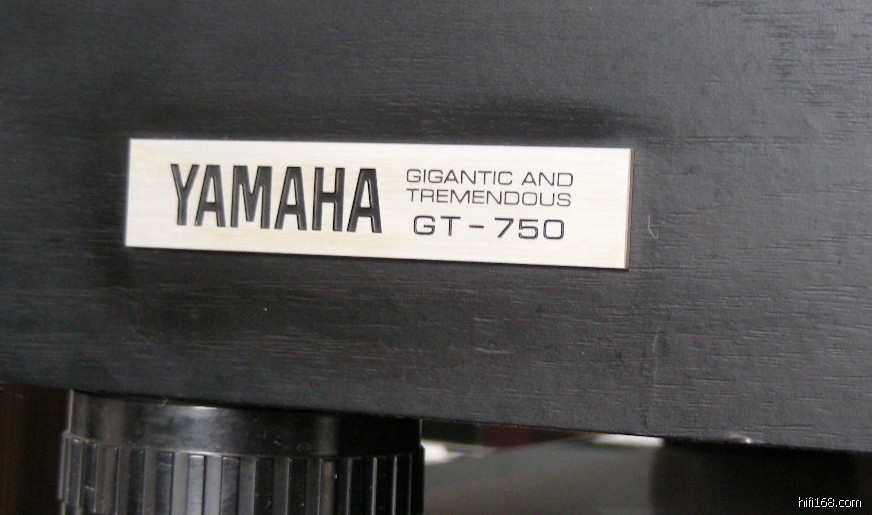 YAMAHA
GIGANTIC AND
TREMENDOUS
GT-750
hifi168.com